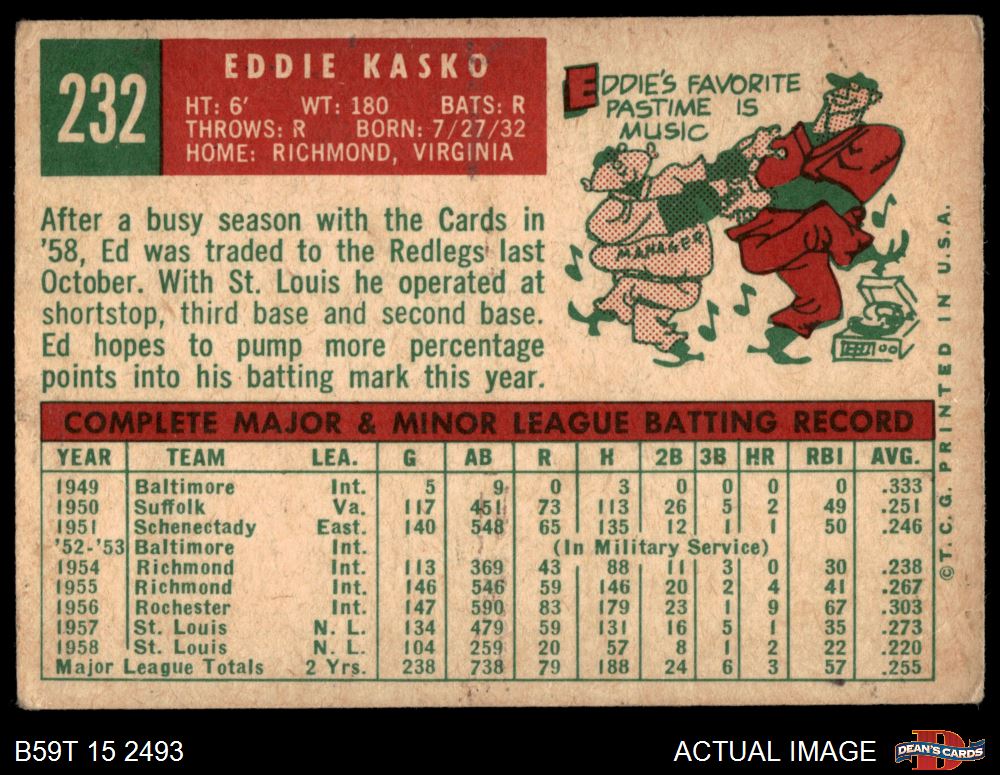 232
EDDIE KASKO
HT: 6' WT: 180 BATS: R
THROWS: R BORN: 7/27/32
HOME: RICHMOND, VIRGINIA
EDDIE'S FAVORITE
PASTIME IS
MUSIC
MANAGER
After a busy season with the Cards in
'58, Ed was traded to the Redlegs last
October. With St. Louis he operated at
shortstop, third base and second base.
Ed hopes to pump more percentage
points into his batting mark this year.
COMPLETE MAJOR & MINOR LEAGUE BATTING RECORD
YEAR TEAM LEA. G AB R H 2B 3B HR RBI AVG.
1949 Baltimore Int. 5 9 0 3 0 0 0 0 .333
1950 Suffolk Va. 117 451 73 113 26 5 2 49 .251
1951 Schenectady East. 140 548 65 135 12 1 1 50 .246
'52-'53 Baltimore Int. (In Military Service)
1954 Richmond Int. 113 369 43 88 11 3 0 30 .238
1955 Richmond Int. 146 546 59 146 20 2 4 41 .267
1956 Rochester Int. 147 590 83 179 23 1 9 67 .303
1957 St. Louis N. L. 134 479 59 131 16 5 1 35 .273
1958 St. Louis N. L. 104 259 20 57 8 1 2 22 .220
Major League Totals 2 Yrs. 238 738 79 188 24 6 3 57 .255
© T. C. G. PRINTED IN U.S.A.
B59T 15 2493
ACTUAL IMAGE
DEAN'S CARDS